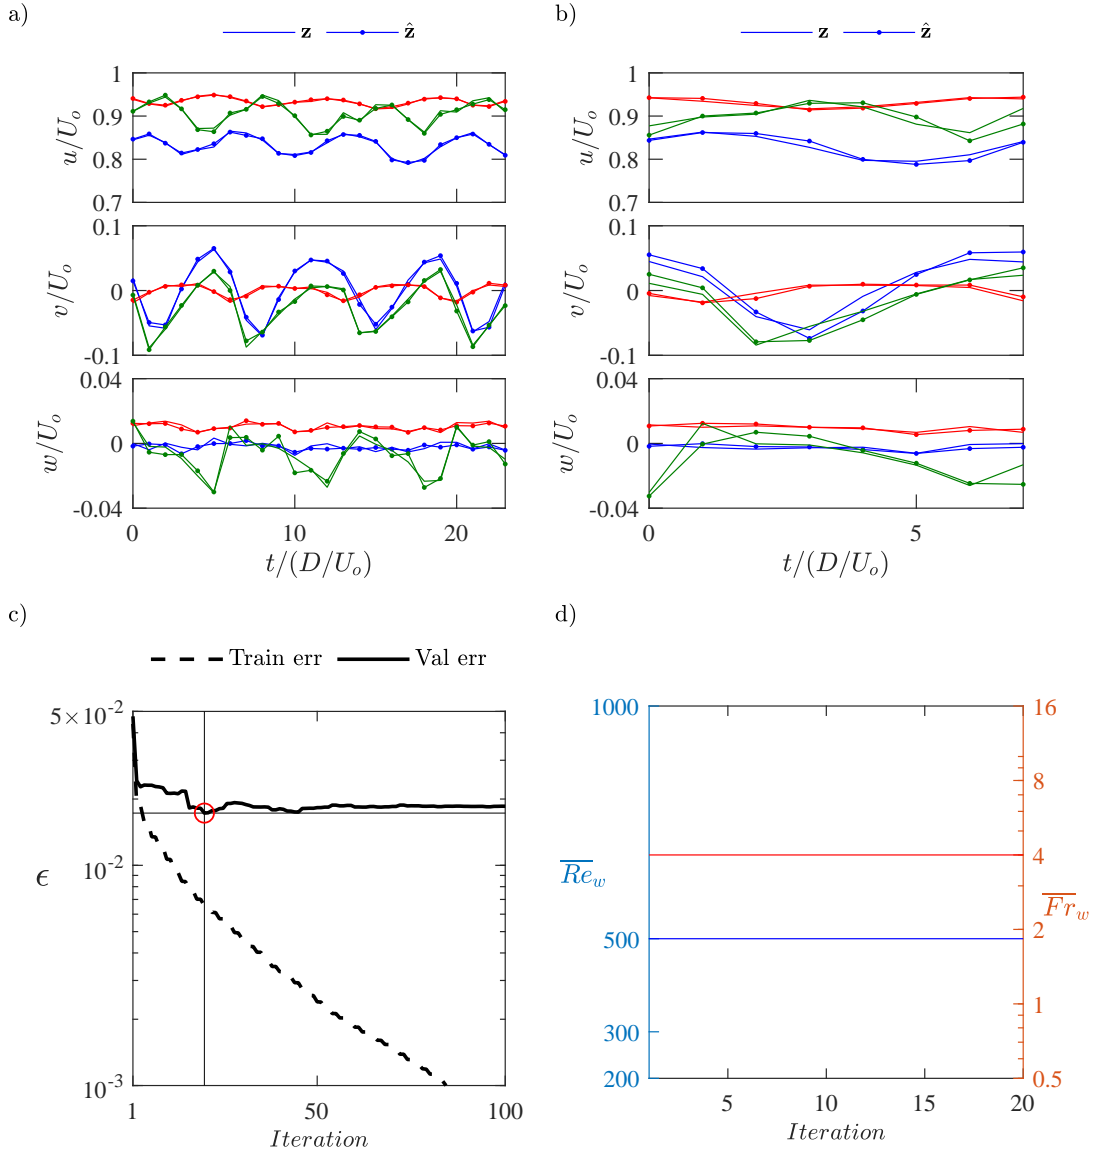 a)
z ẑ
1
0.9
0.8
0.7
u/U_o
0.1
0
-0.1
v/U_o
0.04
0
-0.04
w/U_o
0 10 20
t/(D/U_o)
b)
z ẑ
1
0.9
0.8
0.7
u/U_o
0.1
0
-0.1
v/U_o
0.04
0
-0.04
w/U_o
0 5
t/(D/U_o)
c)
Train err Val err
5×10⁻²
10⁻²
10⁻³
ϵ
1 50 100
Iteration
d)
1000
500
300
200
R̅e̅_w
16
8
4
2
1
0.5
F̅r̅_w
5 10 15 20
Iteration